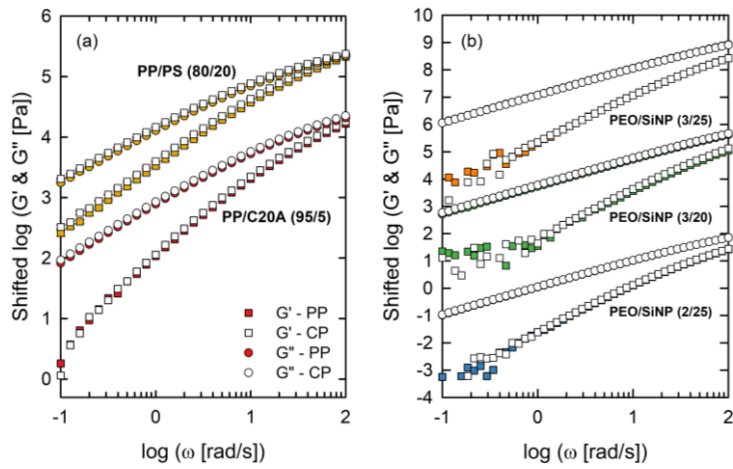 (a)
PP/PS (80/20)
PP/C20A (95/5)
G' - PP
G' - CP
G'' - PP
G'' - CP
Shifted log (G' & G'' [Pa])
6
5
4
3
2
1
0
-1 0 1 2
log (ω [rad/s])
(b)
PEO/SiNP (3/25)
PEO/SiNP (3/20)
PEO/SiNP (2/25)
Shifted log (G' & G'' [Pa])
10
9
8
7
6
5
4
3
2
1
0
-1
-2
-3
-4
-1 0 1 2
log (ω [rad/s])